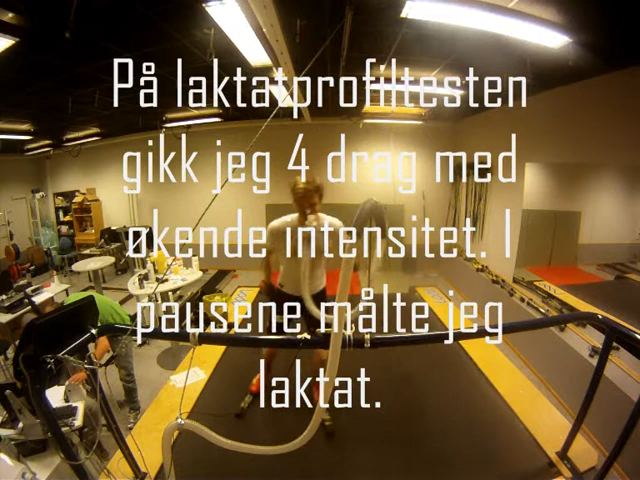 På laktatprofiltesten
gikk jeg 4 drag med
økende intensitet. I
pausene målte jeg
laktat.